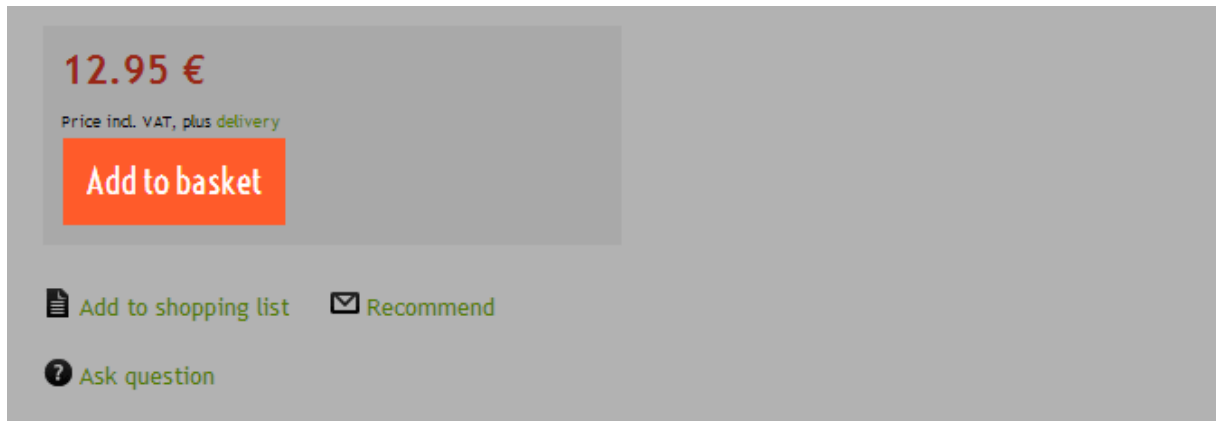 12.95 €
Price incl. VAT, plus delivery
Add to basket
Add to shopping list Recommend
Ask question